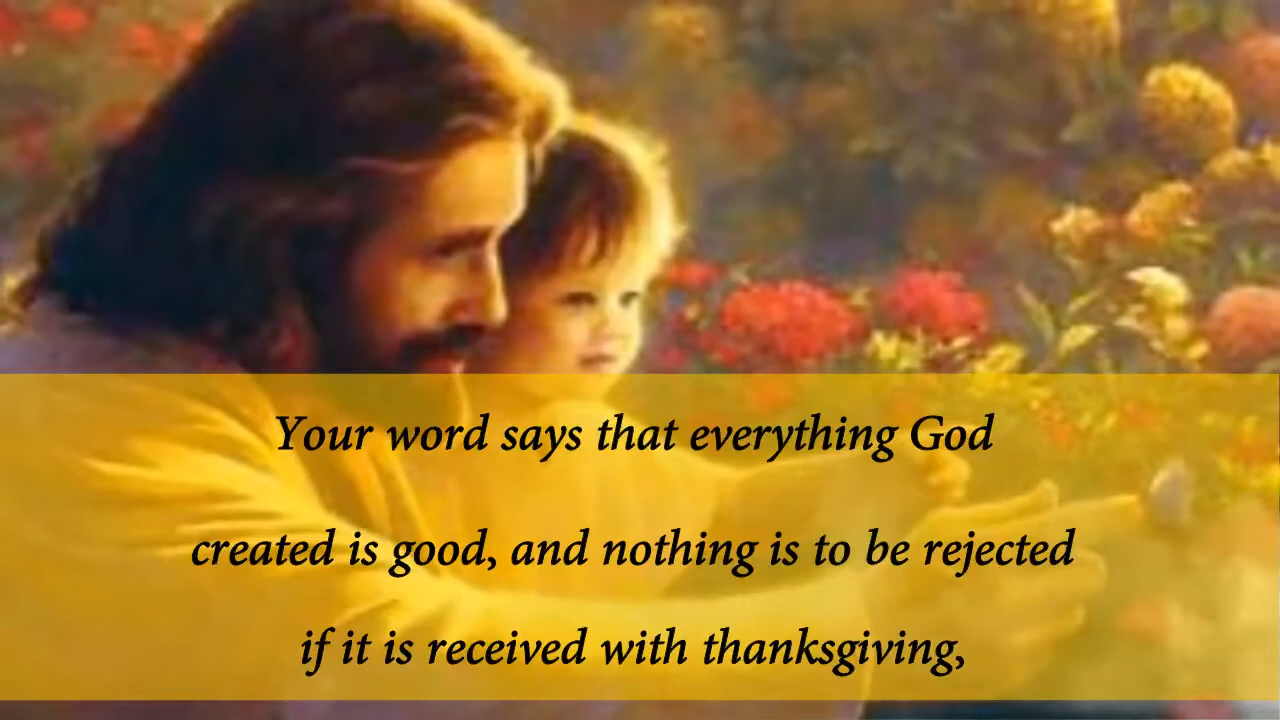 Your word says that everything God
created is good, and nothing is to be rejected
if it is received with thanksgiving,